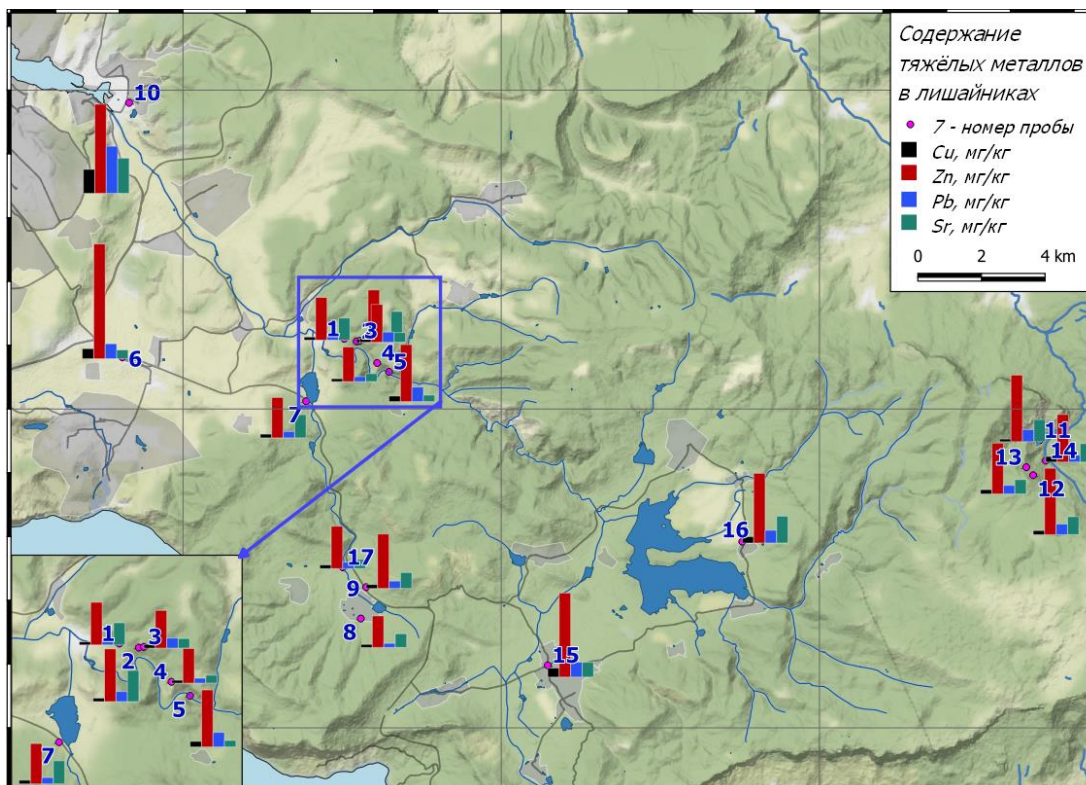 Содержание
тяжёлых металлов
в лишайниках
7 - номер пробы
Cu, мг/кг
Zn, мг/кг
Pb, мг/кг
Sr, мг/кг
0 2 4 km
10
1
3
4
5
6
7
11
13
14
12
16
17
9
8
15
1
3
2
4
5
7